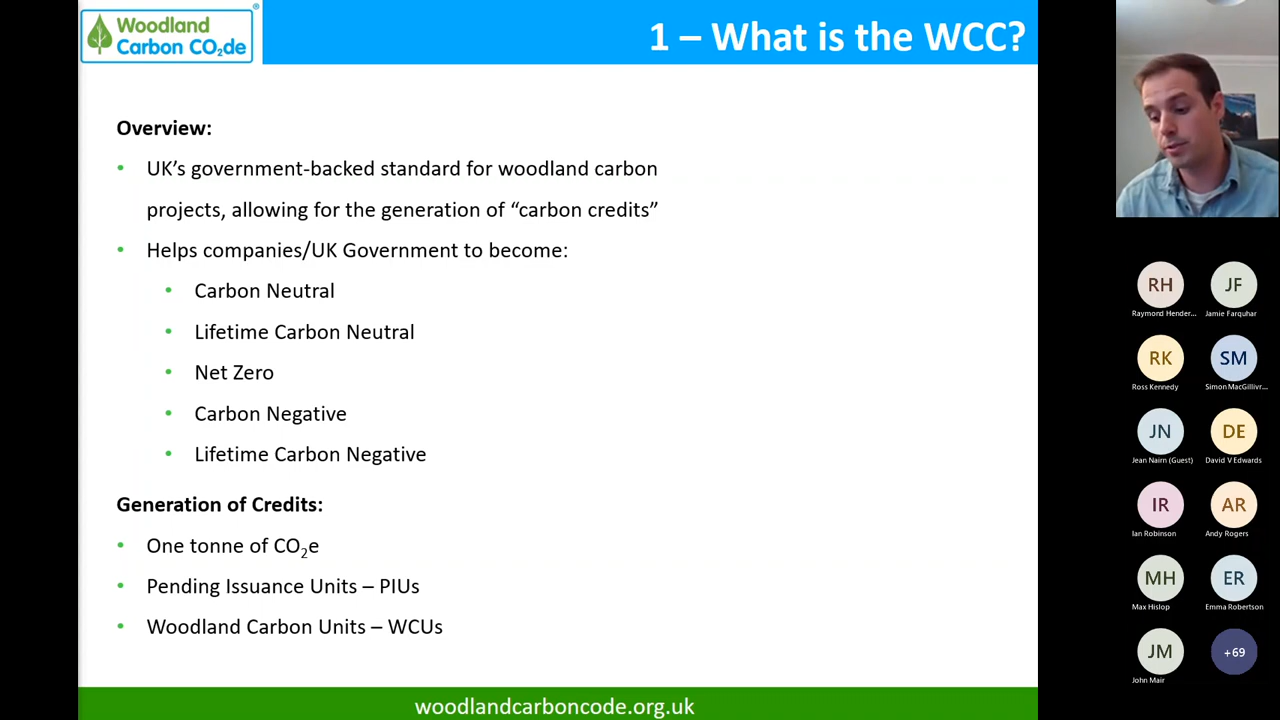 Woodland
Carbon CO₂de
®
1 – What is the WCC?
Overview:
• UK’s government-backed standard for woodland carbon
projects, allowing for the generation of “carbon credits”
• Helps companies/UK Government to become:
• Carbon Neutral
• Lifetime Carbon Neutral
• Net Zero
• Carbon Negative
• Lifetime Carbon Negative
Generation of Credits:
• One tonne of CO₂e
• Pending Issuance Units – PIUs
• Woodland Carbon Units – WCUs
woodlandcarboncode.org.uk
RH
Raymond Hender...
JF
Jamie Farquhar
RK
Ross Kennedy
SM
Simon MacGillivr...
JN
Jean Nairn (Guest)
DE
David V Edwards
IR
Ian Robinson
AR
Andy Rogers
MH
Max Hislop
ER
Emma Robertson
JM
John Mair
+69